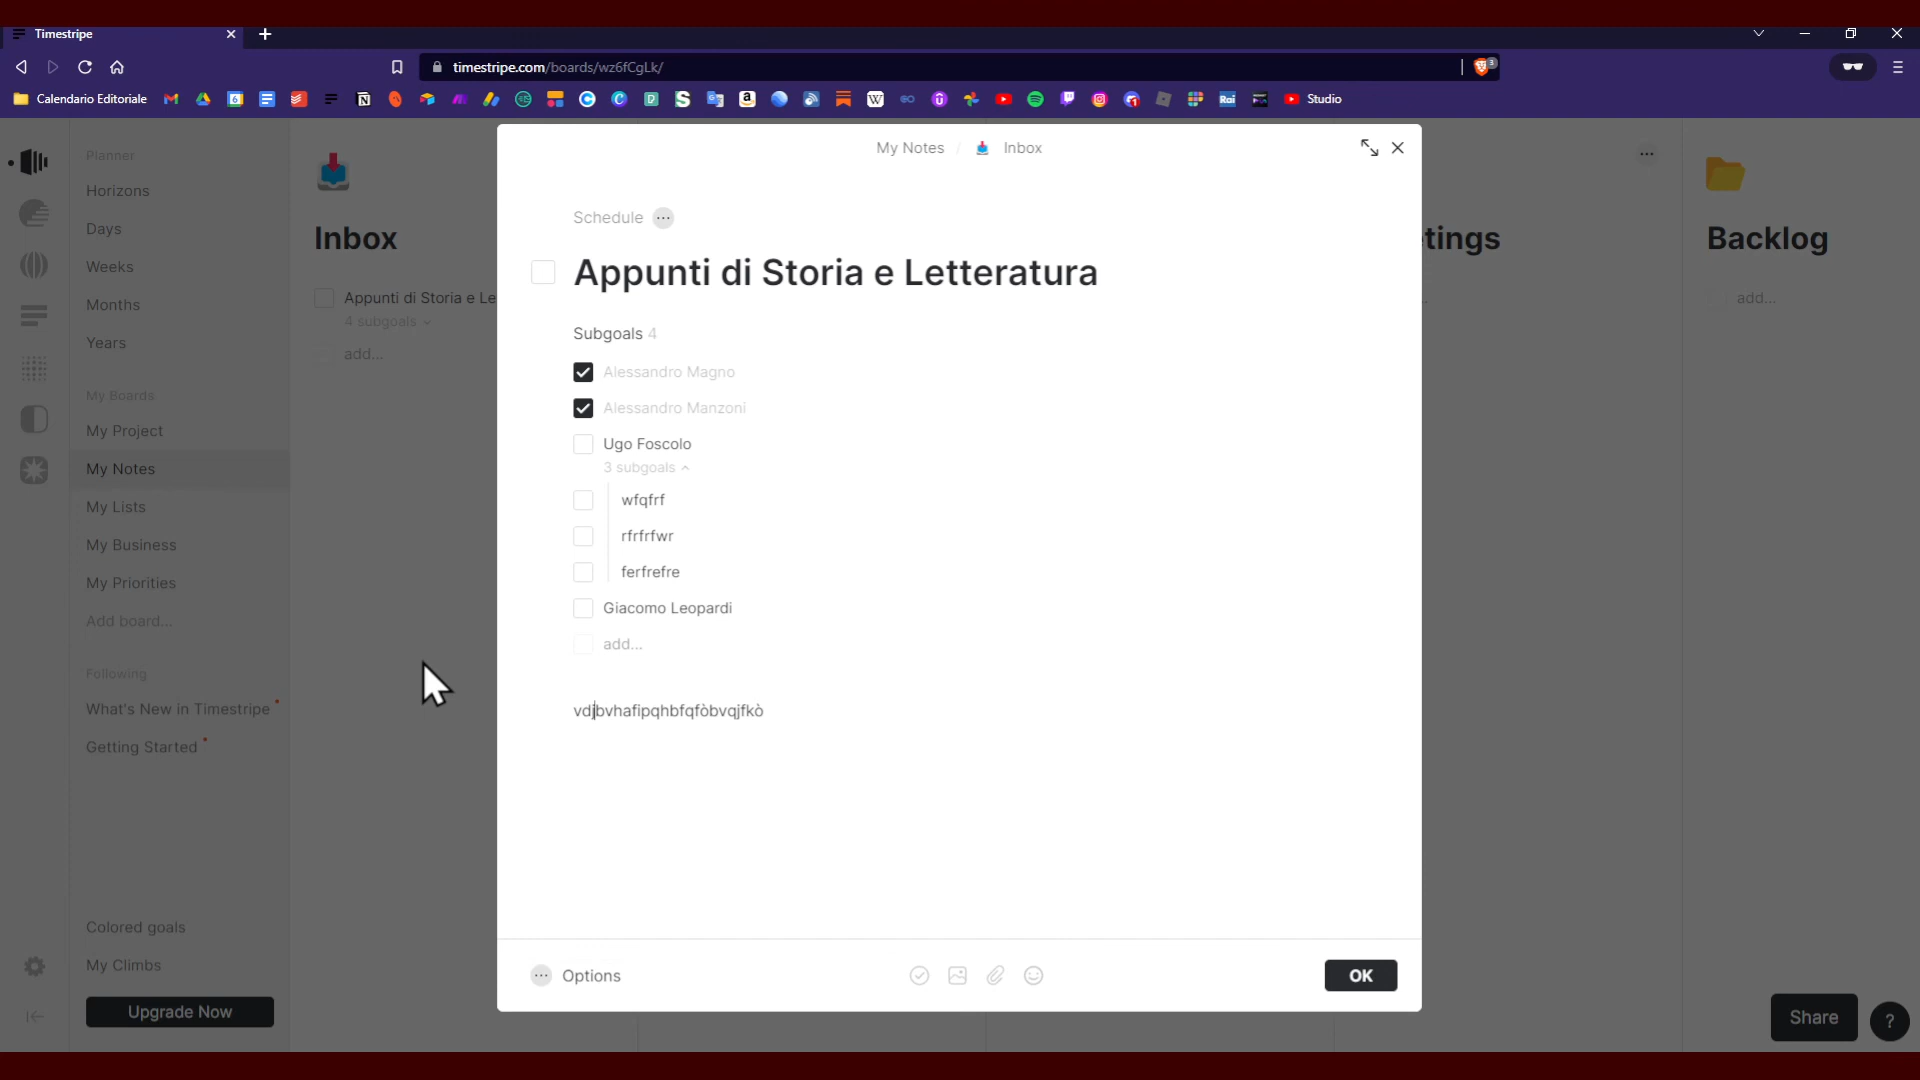 Timestripe
timestripe.com/boards/wz6fCgLk/
3
Calendario Editoriale
Rai
Studio
Planner
Horizons
Days
Weeks
Months
Years
My Boards
My Project
My Notes
My Lists
My Business
My Priorities
Add board...
Following
What's New in Timestripe
Getting Started
Colored goals
My Climbs
Upgrade Now
Inbox
Appunti di Storia e Le
4 subgoals
add...
My Notes / Inbox
Schedule
Appunti di Storia e Letteratura
Subgoals 4
Alessandro Magno
Alessandro Manzoni
Ugo Foscolo
3 subgoals
wfqfrf
rfrfrfwr
ferfrefre
Giacomo Leopardi
add...
vdjbvhafipqhbfqfòbvqjfkò
Options
OK
tings
Backlog
add...
Share
?